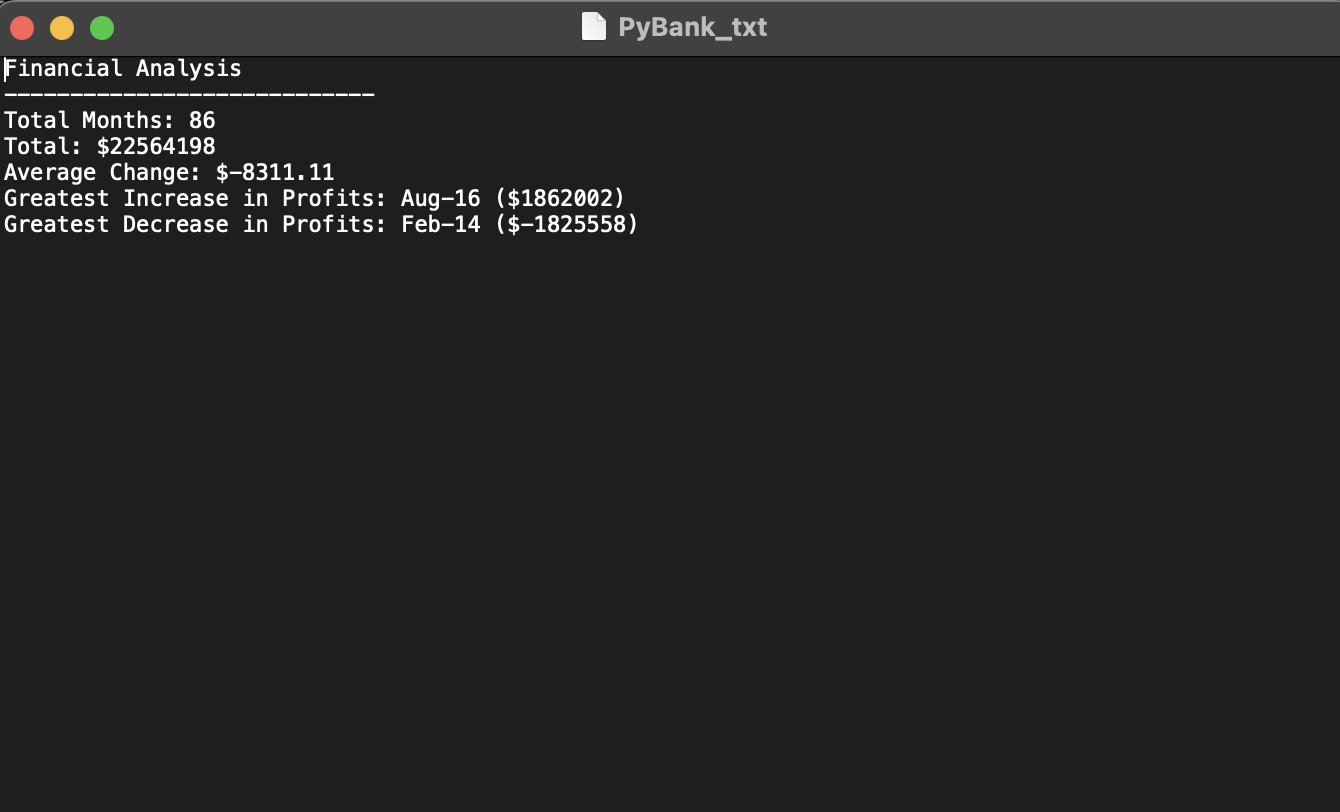 PyBank_txt
Financial Analysis
----------------------------
Total Months: 86
Total: $22564198
Average Change: $-8311.11
Greatest Increase in Profits: Aug-16 ($1862002)
Greatest Decrease in Profits: Feb-14 ($-1825558)